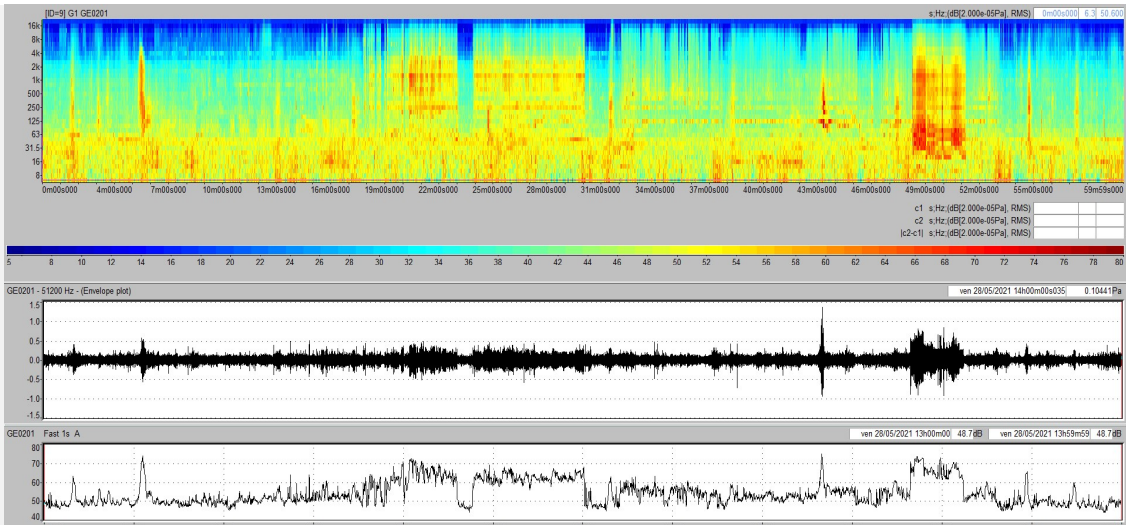 [ID=9] G1 GE0201 s;Hz;(dB[2.000e-05Pa], RMS) 0m00s000 6.3 50.600
16k
8k
4k
2k
1k
500
250
125
63
31.5
16
8
0m00s000 4m00s000 7m00s000 10m00s000 13m00s000 16m00s000 19m00s000 22m00s000 25m00s000 28m00s000 31m00s000 34m00s000 37m00s000 40m00s000 43m00s000 46m00s000 49m00s000 52m00s000 55m00s000 59m59s000
c1 s;Hz;(dB[2.000e-05Pa], RMS)
c2 s;Hz;(dB[2.000e-05Pa], RMS)
|c2-c1| s;Hz;(dB[2.000e-05Pa], RMS)
5 8 10 12 14 16 18 20 22 24 26 28 30 32 34 36 38 40 42 44 46 48 50 52 54 56 58 60 62 64 66 68 70 72 74 76 78 80
GE0201 - 51200 Hz - (Envelope plot) ven 28/05/2021 14h00m00s035 0.10441 Pa
1.5
1.0
0.5
0.0
-0.5
-1.0
-1.5
GE0201 Fast 1s A ven 28/05/2021 13h00m00 48.7 dB ven 28/05/2021 13h59m59 48.7 dB
80
70
60
50
40